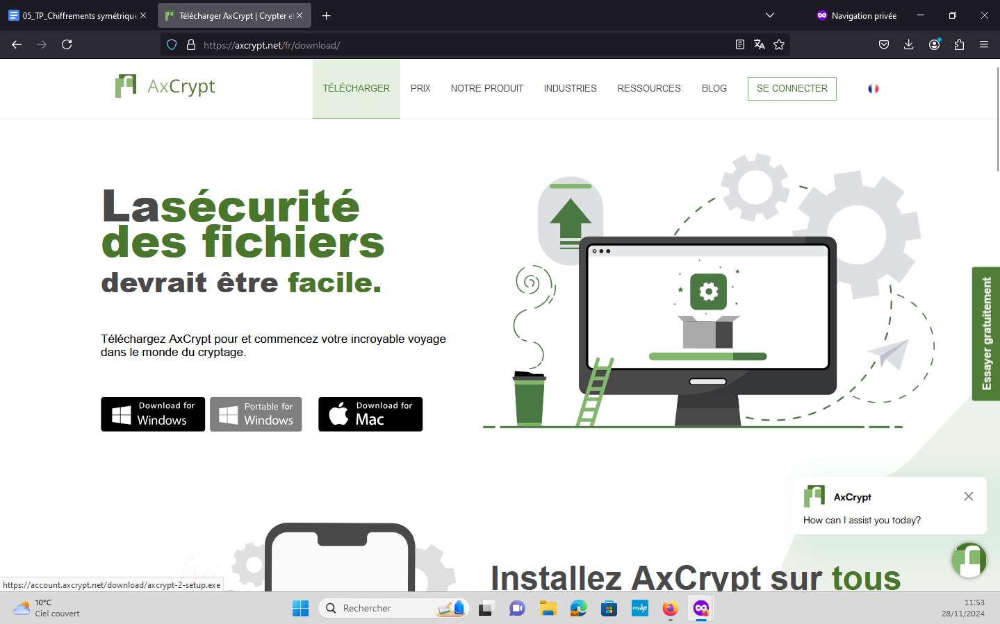 05_TP_Chiffrements symétrique
Télécharger AxCrypt | Crypter et
Navigation privée
https://axcrypt.net/fr/download/
AxCrypt
TÉLÉCHARGER
PRIX
NOTRE PRODUIT
INDUSTRIES
RESSOURCES
BLOG
SE CONNECTER
Lasécurité
des fichiers
devrait être facile.
Téléchargez AxCrypt pour et commencez votre incroyable voyage
dans le monde du cryptage.
Download for
Windows
Portable for
Windows
Download for
Mac
Essayer gratuitement
AxCrypt
How can I assist you today?
Installez AxCrypt sur tous
https://account.axcrypt.net/download/axcrypt-2-setup.exe
10°C
Ciel couvert
Rechercher
myhp
11:53
28/11/2024